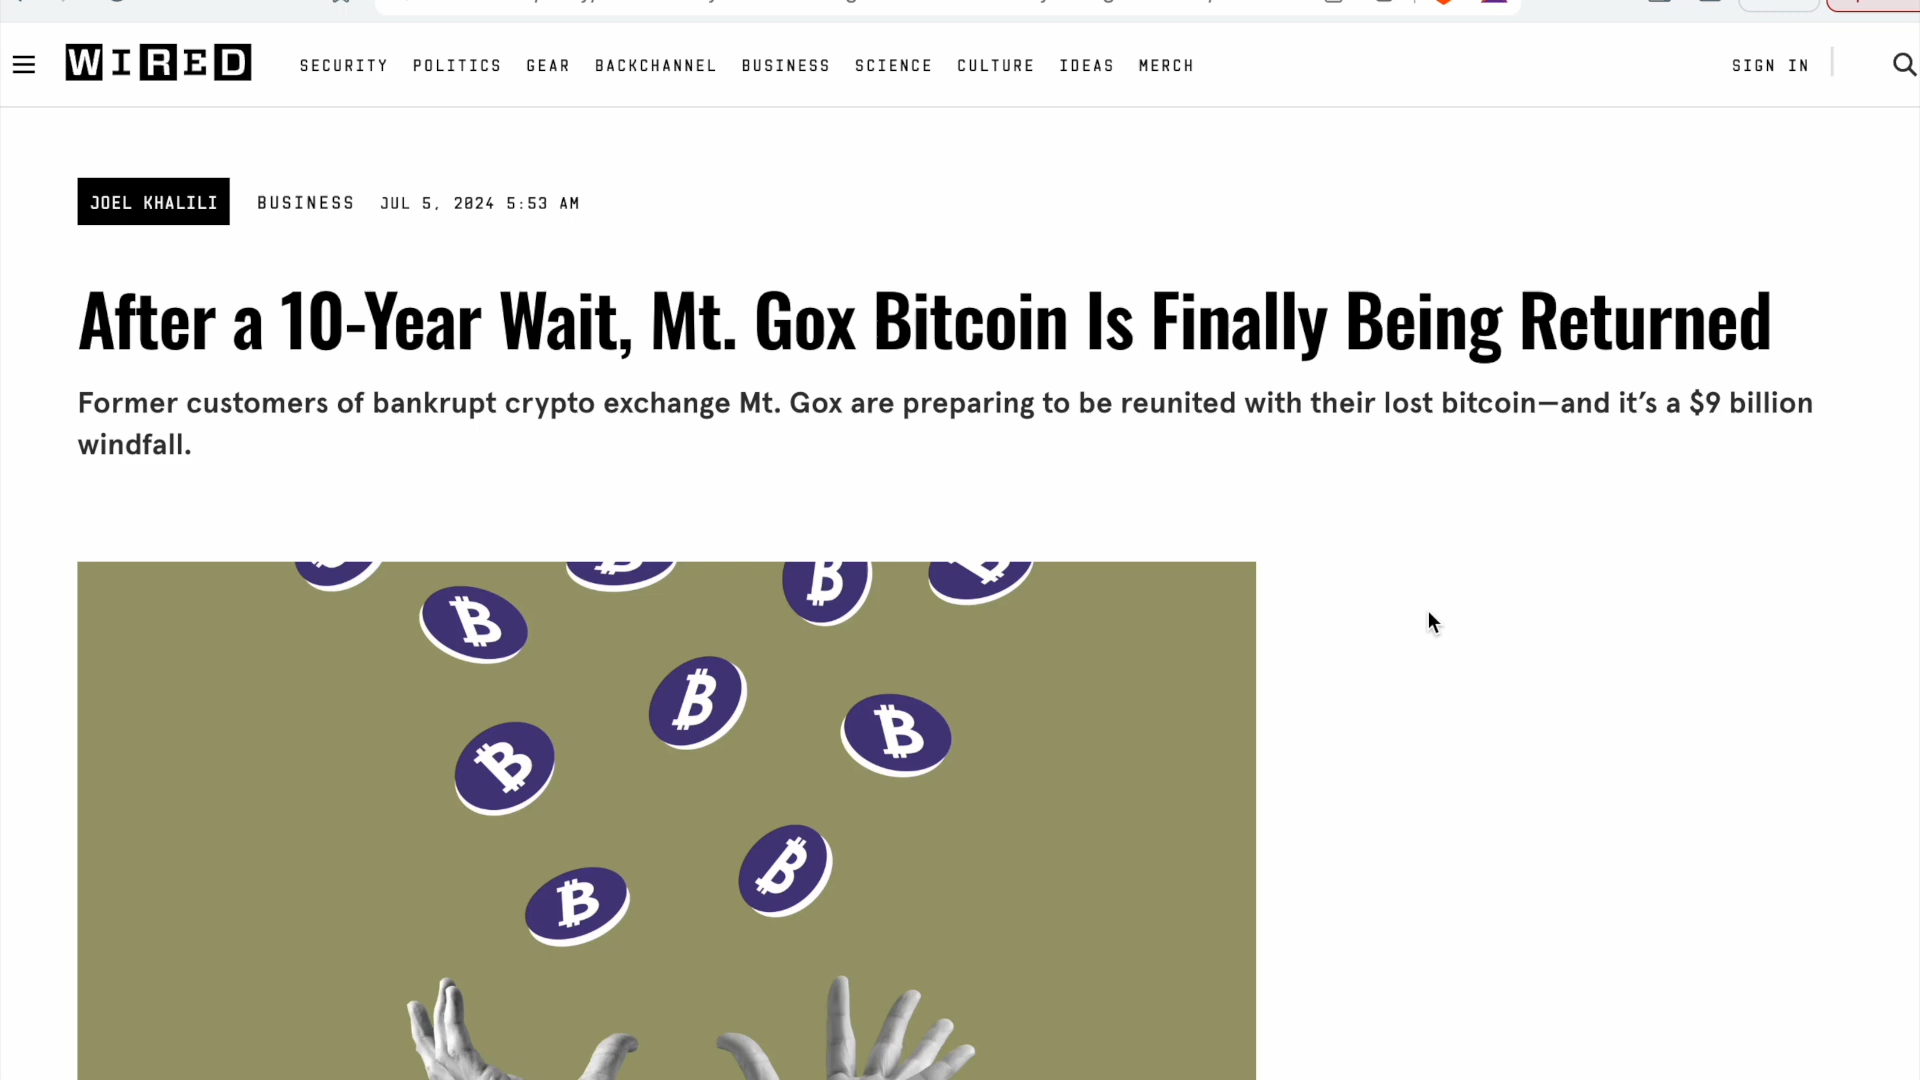 WIRED
SECURITY POLITICS GEAR BACKCHANNEL BUSINESS SCIENCE CULTURE IDEAS MERCH
SIGN IN
JOEL KHALILI BUSINESS JUL 5, 2024 5:53 AM
After a 10-Year Wait, Mt. Gox Bitcoin Is Finally Being Returned
Former customers of bankrupt crypto exchange Mt. Gox are preparing to be reunited with their lost bitcoin—and it’s a $9 billion
windfall.